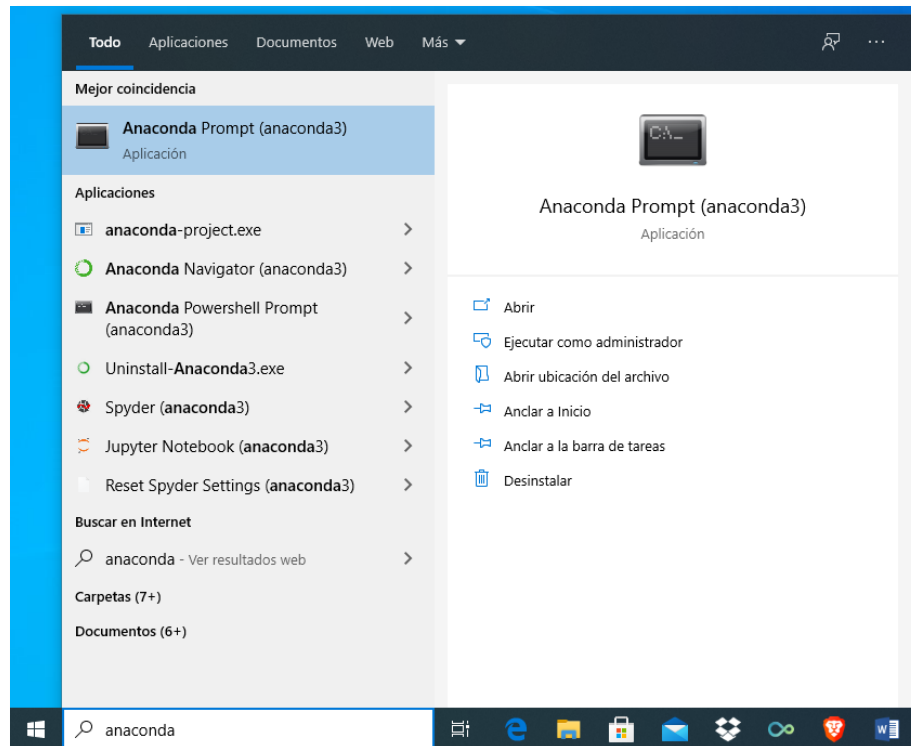 Todo Aplicaciones Documentos Web Más
Mejor coincidencia
Anaconda Prompt (anaconda3)
Aplicación
Aplicaciones
anaconda-project.exe
Anaconda Navigator (anaconda3)
Anaconda Powershell Prompt
(anaconda3)
Uninstall-Anaconda3.exe
Spyder (anaconda3)
Jupyter Notebook (anaconda3)
Reset Spyder Settings (anaconda3)
Buscar en Internet
anaconda - Ver resultados web
Carpetas (7+)
Documentos (6+)
C:\_
Anaconda Prompt (anaconda3)
Aplicación
Abrir
Ejecutar como administrador
Abrir ubicación del archivo
Anclar a Inicio
Anclar a la barra de tareas
Desinstalar
anaconda